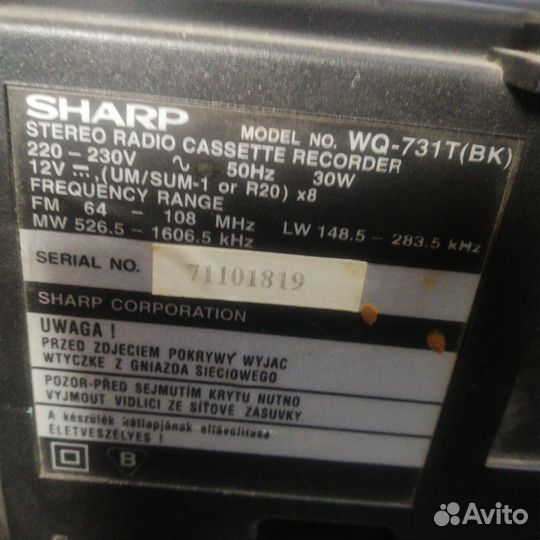 SHARP
STEREO RADIO CASSETTE RECORDER
MODEL NO. WQ-731T(BK)
220 - 230V ~ 50Hz 30W
12V ⎓ ,(UM/SUM-1 or R20) x8
FREQUENCY RANGE
FM 64 - 108 MHz LW 148.5 - 283.5 kHz
MW 526.5 - 1606.5 kHz
SERIAL NO. 71101819
SHARP CORPORATION
UWAGA !
PRZED ZDJECIEM POKRYWY WYJAC
WTYCZKE Z GNIAZDA SIECIOWEGO
POZOR-PŘED SEJMUTÍM KRYTU NUTNO
VYJMOUT VIDLICI ZE SÍŤOVÉ ZÁSUVKY.
A készülék hátlapjának eltávolítása
ÉLETVESZÉLYES !
B
Avito